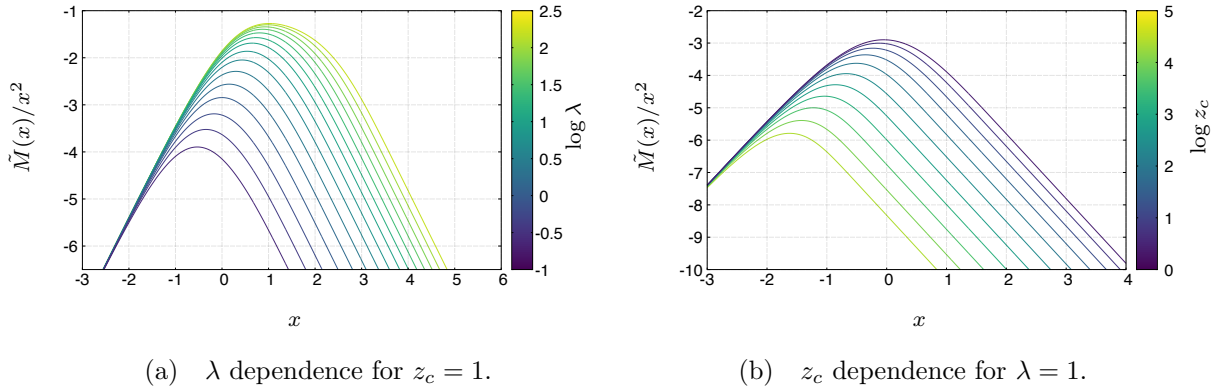 -1
-2
-3
-4
-5
-6
-3 -2 -1 0 1 2 3 4 5 6
M̃(x)/x²
x
2.5
2
1.5
1
0.5
0
-0.5
-1
log λ
(a) λ dependence for z_c = 1.
-2
-3
-4
-5
-6
-7
-8
-9
-10
-3 -2 -1 0 1 2 3 4
M̃(x)/x²
x
5
4
3
2
1
0
log z_c
(b) z_c dependence for λ = 1.